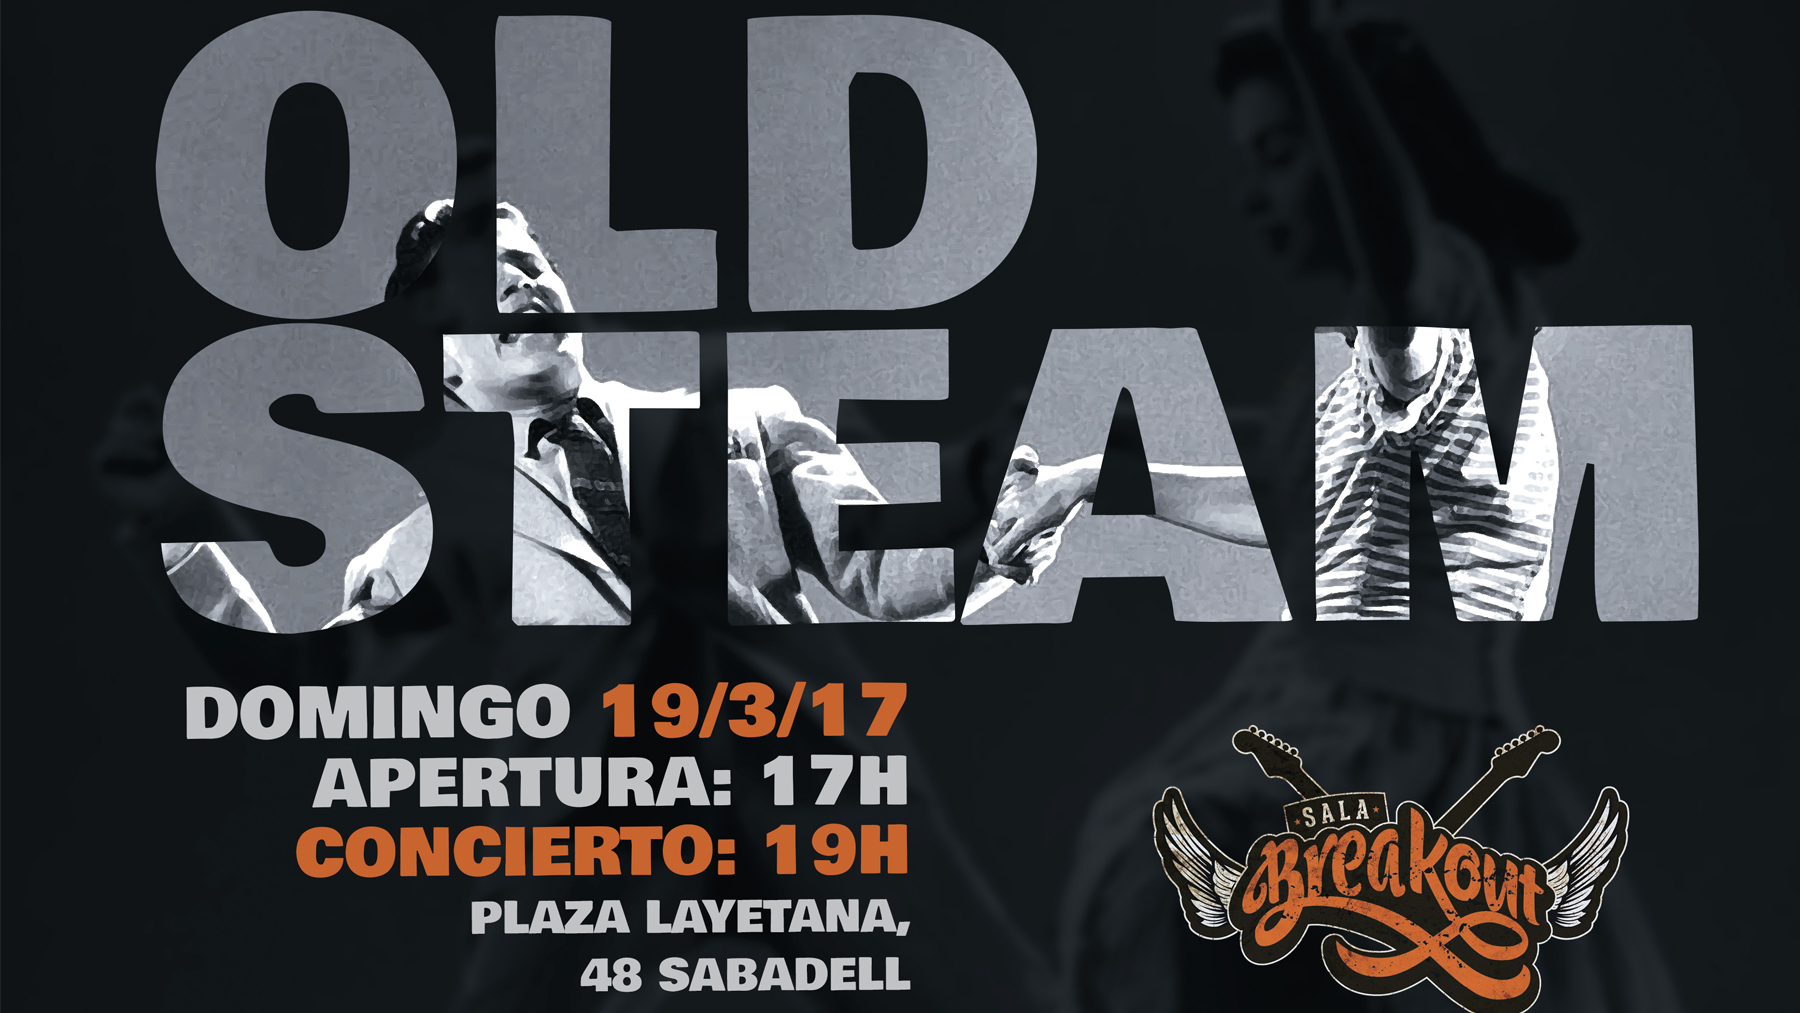 OLD
STEAM
DOMINGO 19/3/17
APERTURA: 17H
CONCIERTO: 19H
PLAZA LAYETANA,
48 SABADELL
SALA
Breakout